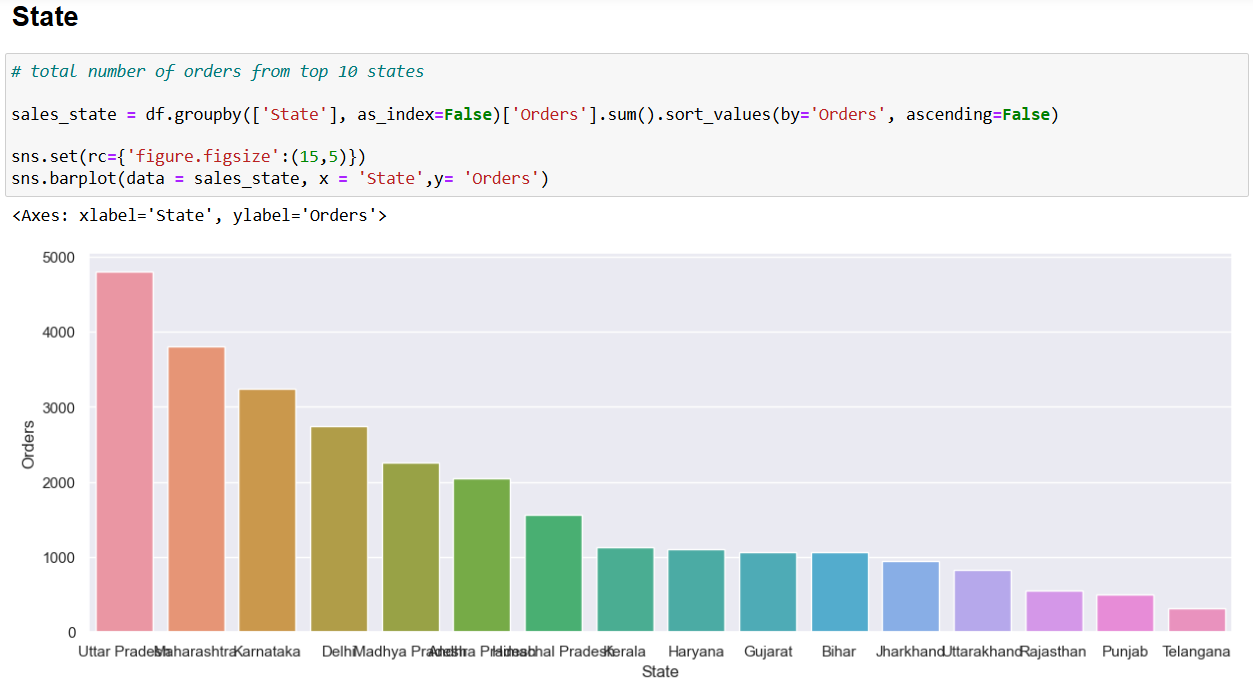 State
# total number of orders from top 10 states
sales_state = df.groupby(['State'], as_index=False)['Orders'].sum().sort_values(by='Orders', ascending=False)
sns.set(rc={'figure.figsize':(15,5)})
sns.barplot(data = sales_state, x = 'State',y= 'Orders')
<Axes: xlabel='State', ylabel='Orders'>
5000
4000
3000
2000
1000
0
Orders
Uttar Pradesh Maharashtra Karnataka Delhi Madhya Pradesh Andhra Pradesh Himachal Pradesh Kerala Haryana Gujarat Bihar Jharkhand Uttarakhand Rajasthan Punjab Telangana
State